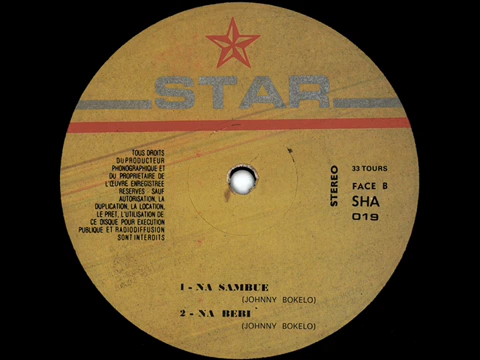 STAR
TOUS DROITS
DU PRODUCTEUR
PHONOGRAPHIQUE ET
DU PROPRIETAIRE DE
L'ŒUVRE ENREGISTREE
RESERVES SAUF
AUTORISATION, LA
DUPLICATION, LA LOCATION,
LE PRET, L'UTILISATION DE
CE DISQUE POUR EXECUTION
PUBLIQUE ET RADIODIFFUSION
SONT INTERDITS
STEREO
33 TOURS
FACE B
SHA
019
1 - NA SAMBUE
(JOHNNY BOKELO)
2 - NA BEBI
(JOHNNY BOKELO)